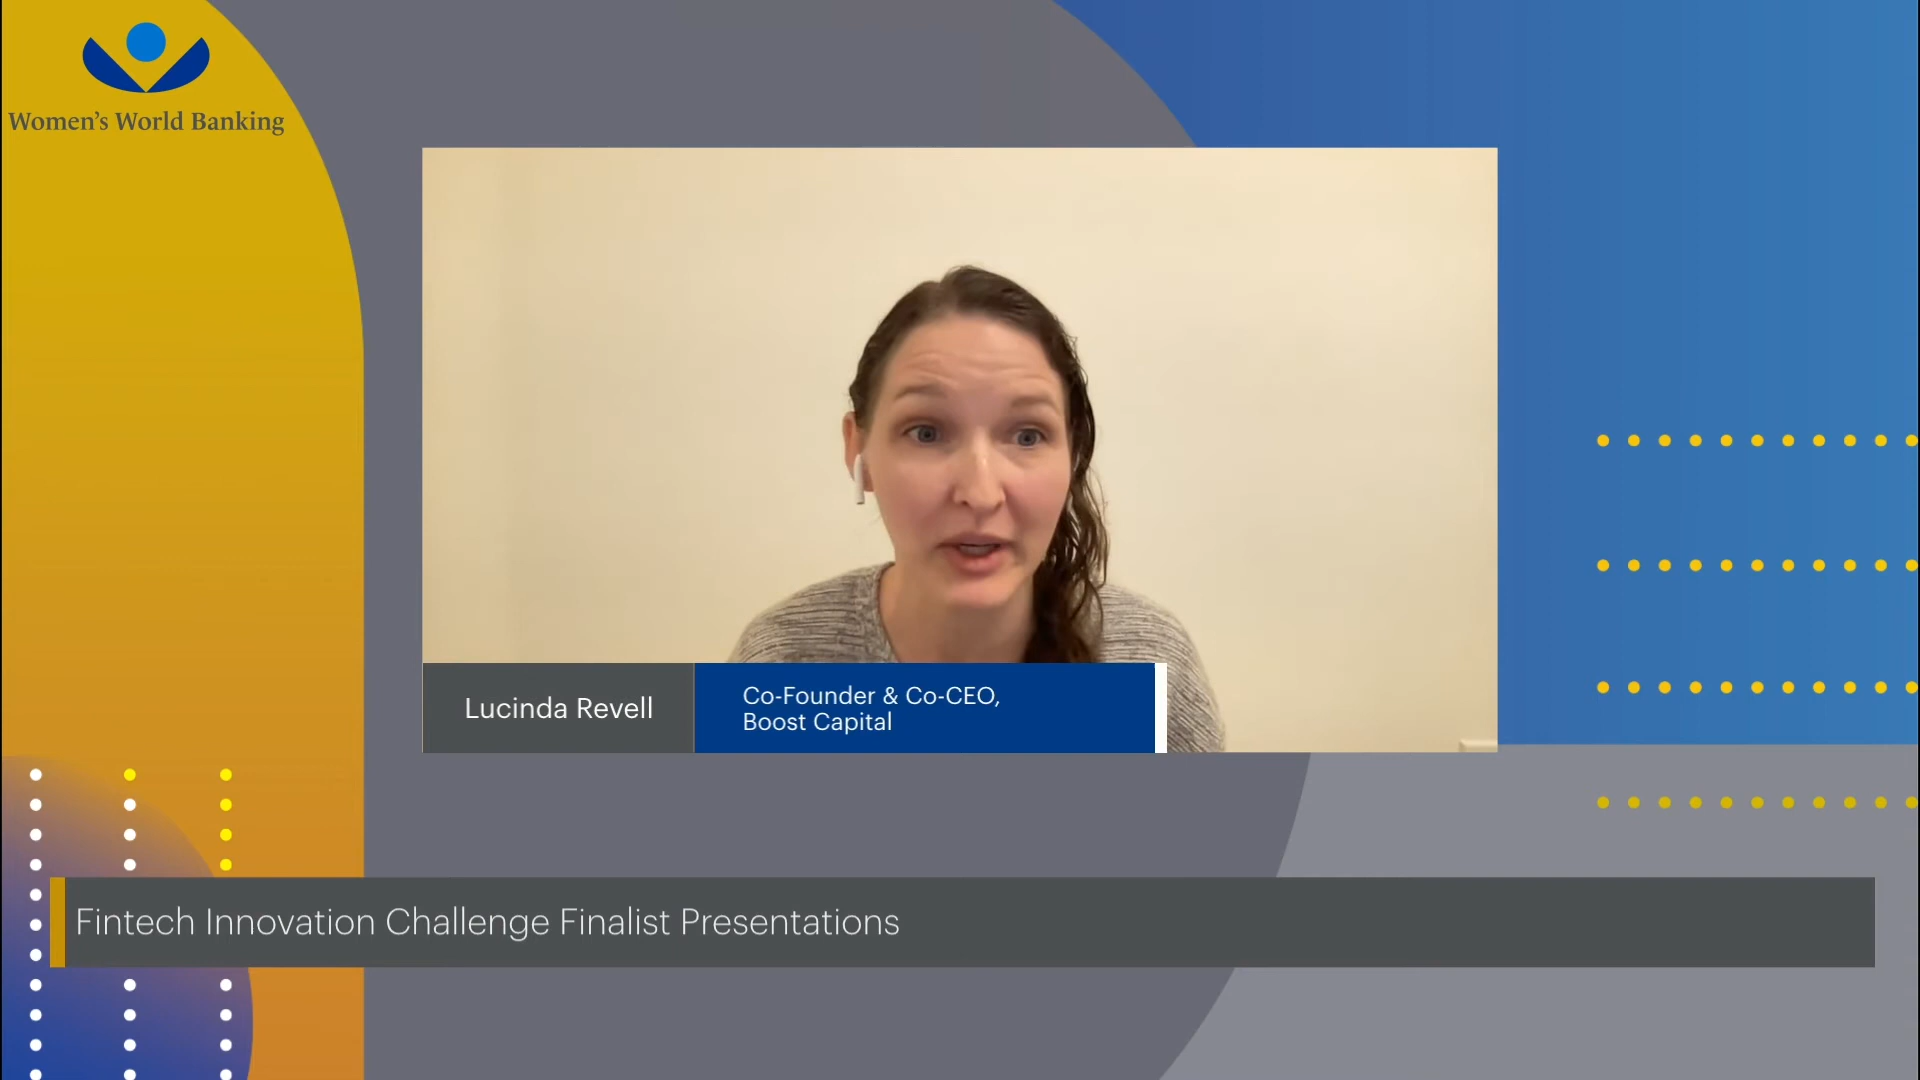 Women's World Banking
Lucinda Revell
Co-Founder & Co-CEO,
Boost Capital
Fintech Innovation Challenge Finalist Presentations